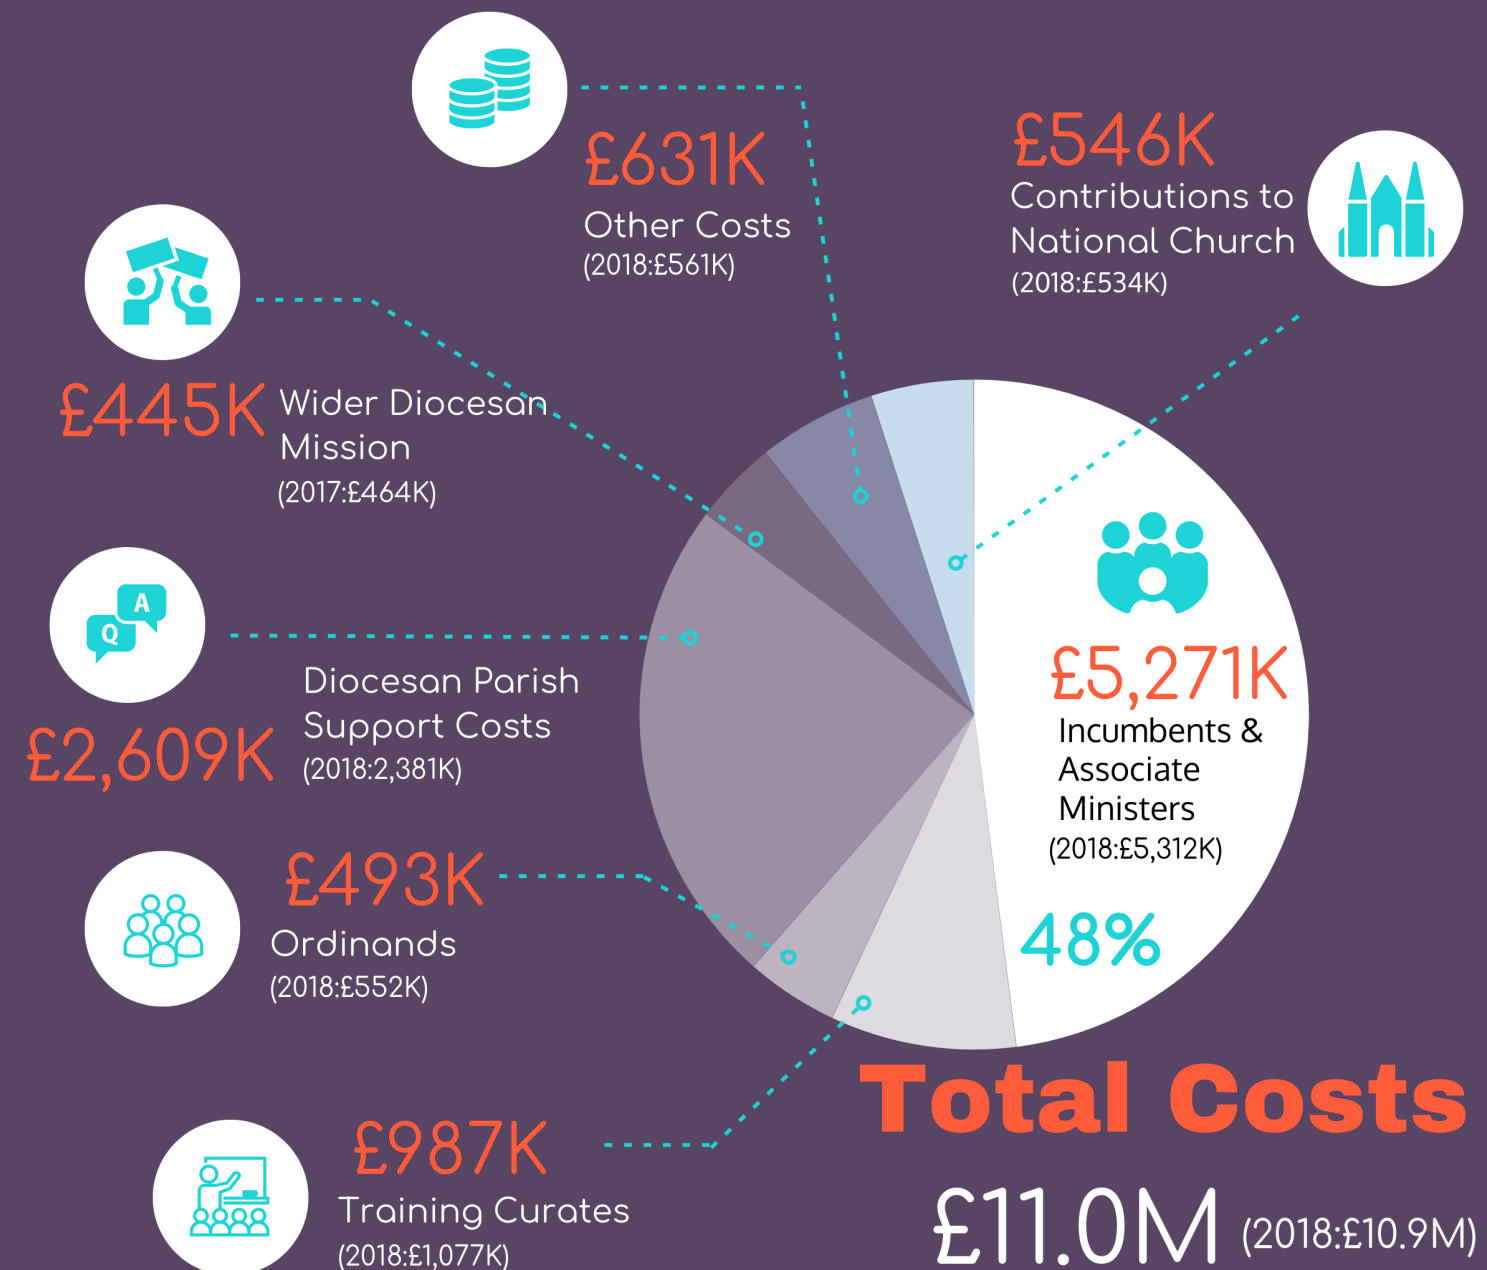 £631K
Other Costs
(2018:£561K)
£546K
Contributions to
National Church
(2018:£534K)
£445K
Wider Diocesan
Mission
(2017:£464K)
A
Q
Diocesan Parish
Support Costs
£2,609K
(2018:2,381K)
£5,271K
Incumbents &
Associate
Ministers
(2018:£5,312K)
48%
£493K
Ordinands
(2018:£552K)
£987K
Training Curates
(2018:£1,077K)
Total Costs
£11.0M (2018:£10.9M)